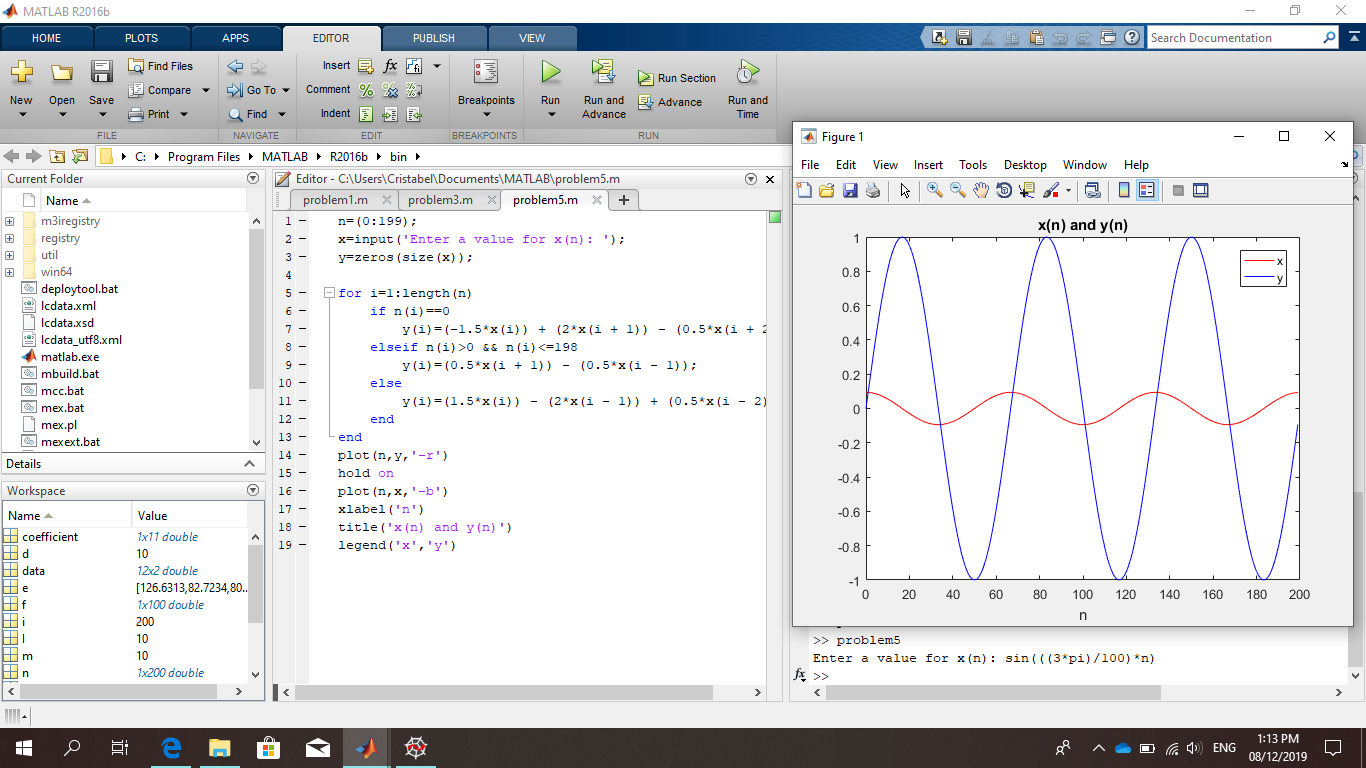 MATLAB R2016b
HOME PLOTS APPS EDITOR PUBLISH VIEW
Search Documentation
New Open Save Find Files Compare Print
Go To Find
Insert fx
Comment
Indent
Breakpoints
Run Run and Advance Run Section Advance Run and Time
FILE NAVIGATE EDIT BREAKPOINTS RUN
C: Program Files MATLAB R2016b bin
Current Folder
Name
m3iregistry
registry
util
win64
deploytool.bat
lcdata.xml
lcdata.xsd
lcdata_utf8.xml
matlab.exe
mbuild.bat
mcc.bat
mex.bat
mex.pl
mexext.bat
Details
Workspace
Name Value
coefficient 1x11 double
d 10
data 12x2 double
e [126.6313,82.7234,80...
f 1x100 double
i 200
l 10
m 10
n 1x200 double
Editor - C:\Users\Cristabel\Documents\MATLAB\problem5.m
problem1.m problem3.m problem5.m
1 n=(0:199);
2 x=input('Enter a value for x(n): ');
3 y=zeros(size(x));
4
5 for i=1:length(n)
6 if n(i)==0
7 y(i)=(-1.5*x(i)) + (2*x(i + 1)) - (0.5*x(i + 2
8 elseif n(i)>0 && n(i)<=198
9 y(i)=(0.5*x(i + 1)) - (0.5*x(i - 1));
10 else
11 y(i)=(1.5*x(i)) - (2*x(i - 1)) + (0.5*x(i - 2)
12 end
13 end
14 plot(n,y,'-r')
15 hold on
16 plot(n,x,'-b')
17 xlabel('n')
18 title('x(n) and y(n)')
19 legend('x','y')
Figure 1
File Edit View Insert Tools Desktop Window Help
x(n) and y(n)
x
y
1
0.8
0.6
0.4
0.2
0
-0.2
-0.4
-0.6
-0.8
-1
0 20 40 60 80 100 120 140 160 180 200
n
>> problem5
Enter a value for x(n): sin(((3*pi)/100)*n)
fx >>
ENG
1:13 PM
08/12/2019